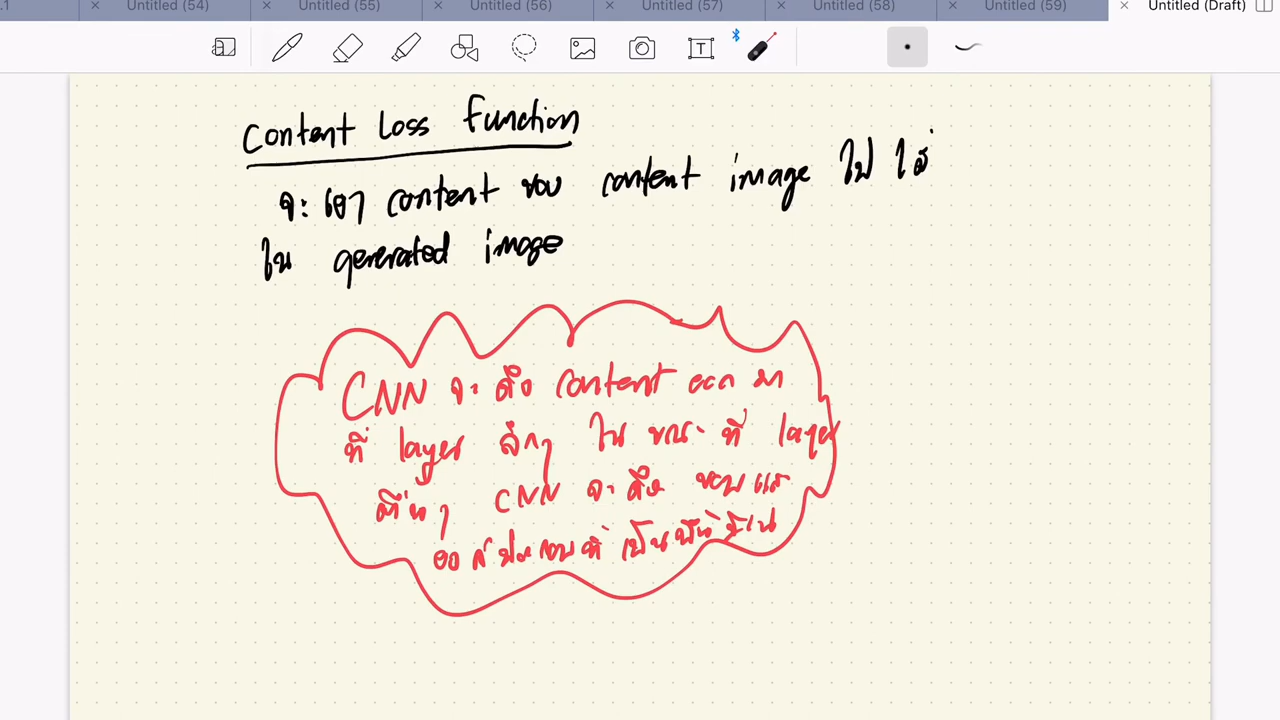 .1
Untitled (54)
Untitled (55)
Untitled (56)
Untitled (57)
Untitled (58)
Untitled (59)
Untitled (Draft)
T
Content Loss Function
จะ เอา content ของ content image ไป ใส่
ใน generated image
CNN จะ ดึง content ออก มา
ที่ layer ลึกๆ ใน ขณะ ที่ layer
ตื้นๆ CNN จะ ดึง ขอบ และ
องค์ประกอบ ที่ เป็น พื้น